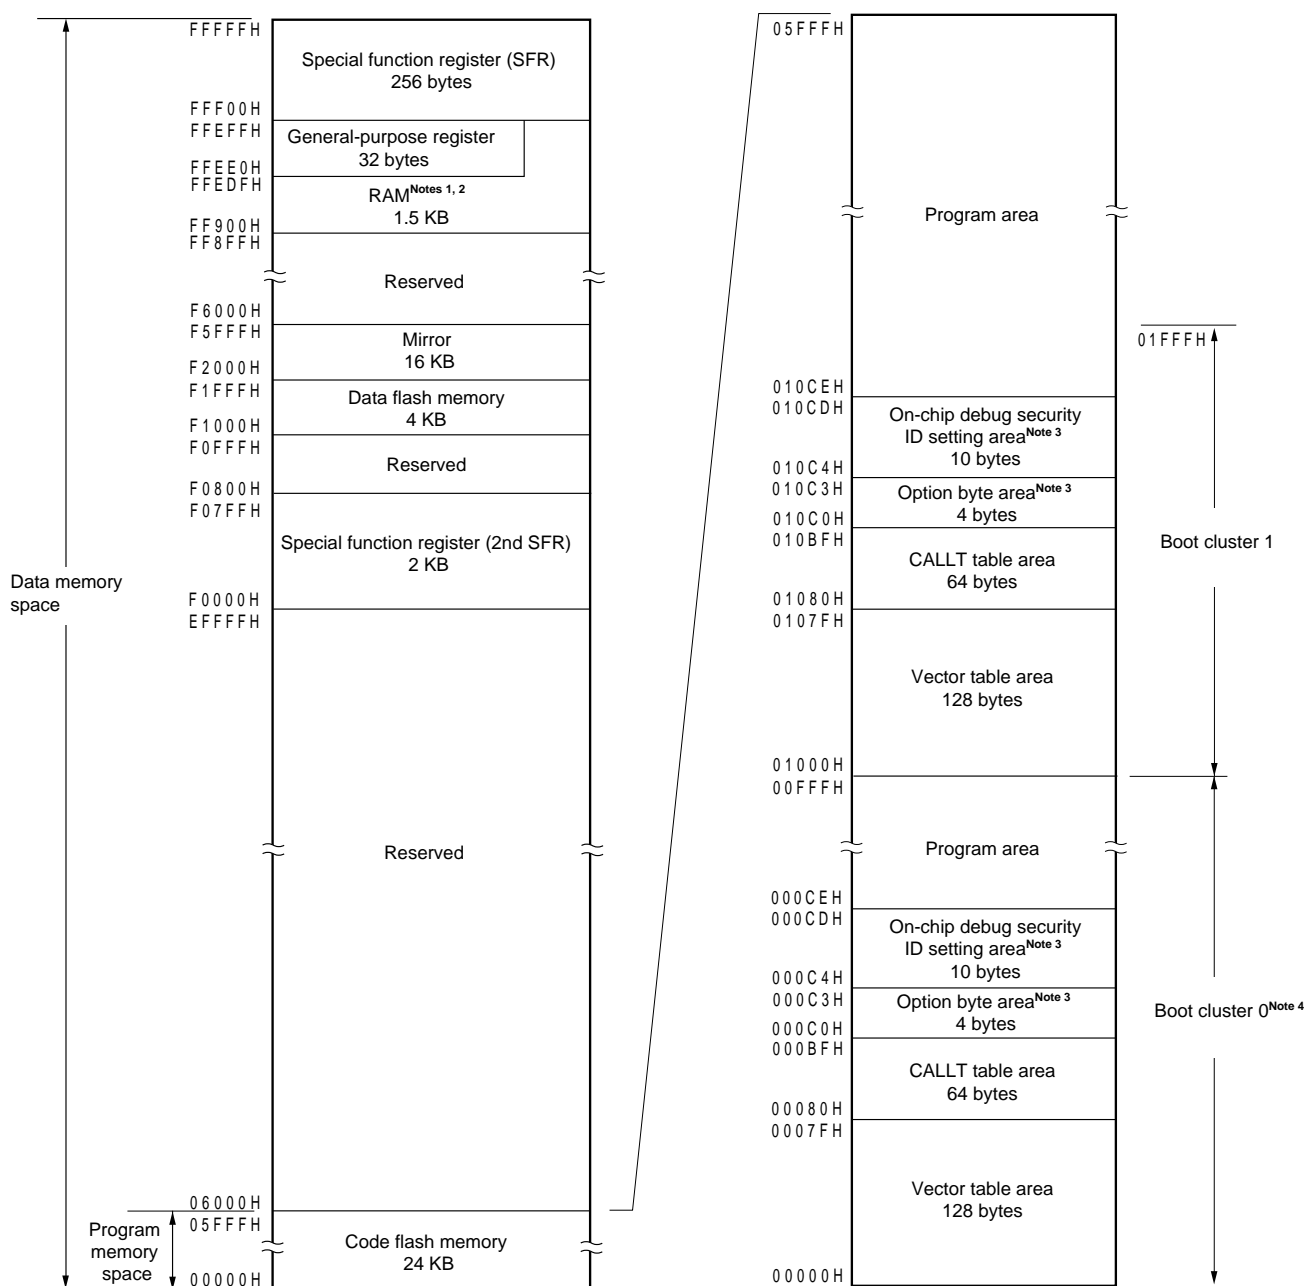 FFFFFH
Special function register (SFR)
256 bytes
FFF00H
FFEFFH
General-purpose register
32 bytes
FFEE0H
FFEDFH
RAMNotes 1, 2
1.5 KB
FF900H
FF8FFH
Reserved
F6000H
F5FFFH
Mirror
16 KB
F2000H
F1FFFH
Data flash memory
4 KB
F1000H
F0FFFH
Reserved
F0800H
F07FFH
Special function register (2nd SFR)
2 KB
F0000H
EFFFFH
Data memory
space
Reserved
06000H
05FFFH
Program
memory
space
Code flash memory
24 KB
00000H
05FFFH
Program area
01FFFH
010CEH
010CDH
On-chip debug security
ID setting areaNote 3
10 bytes
010C4H
010C3H
Option byte areaNote 3
4 bytes
010C0H
010BFH
CALLT table area
64 bytes
Boot cluster 1
01080H
0107FH
Vector table area
128 bytes
01000H
00FFFH
Program area
000CEH
000CDH
On-chip debug security
ID setting areaNote 3
10 bytes
000C4H
000C3H
Option byte areaNote 3
4 bytes
Boot cluster 0Note 4
000C0H
000BFH
CALLT table area
64 bytes
00080H
0007FH
Vector table area
128 bytes
00000H